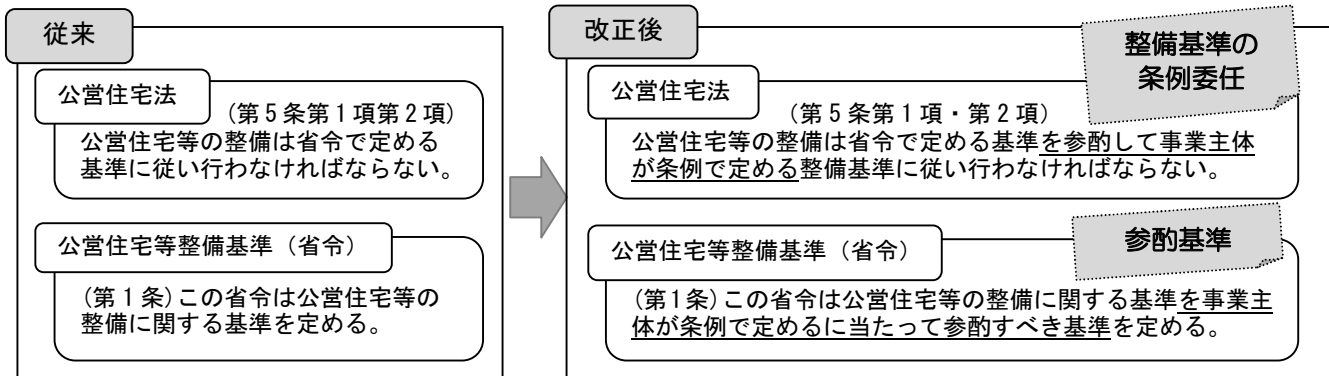 従来
公営住宅法
(第5条第1項第2項)
公営住宅等の整備は省令で定める
基準に従い行わなければならない。
公営住宅等整備基準（省令）
(第1条)この省令は公営住宅等の
整備に関する基準を定める。
改正後
整備基準の
条例委任
公営住宅法
(第5条第1項・第2項)
公営住宅等の整備は省令で定める基準を参酌して事業主体
が条例で定める整備基準に従い行わなければならない。
公営住宅等整備基準（省令）
参酌基準
(第1条)この省令は公営住宅等の整備に関する基準を事業主
体が条例で定めるに当たって参酌すべき基準を定める。